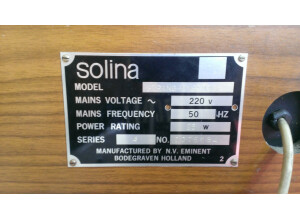 solina
MODEL
MAINS VOLTAGE ~ 220 v
MAINS FREQUENCY 50 HZ
POWER RATING W
SERIES NO.
MANUFACTURED BY N.V. EMINENT
BODEGRAVEN HOLLAND 2